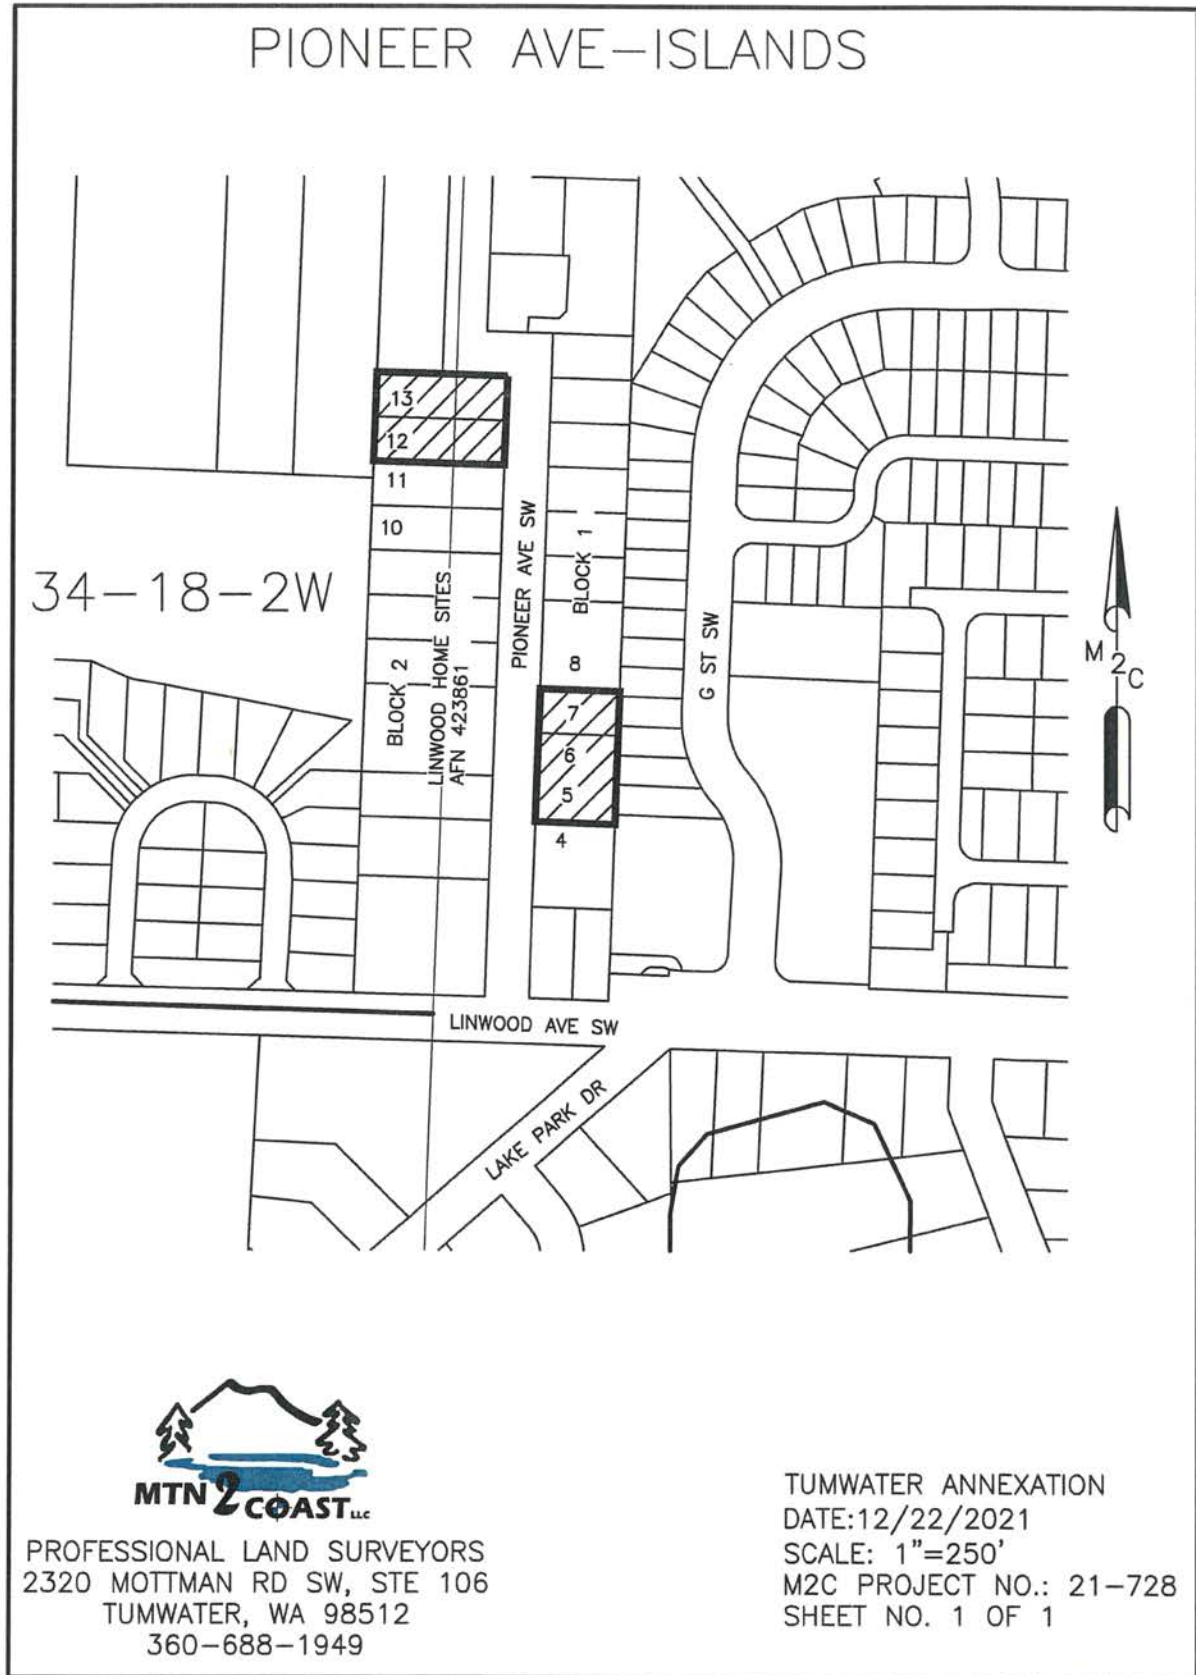 PIONEER AVE-ISLANDS
13
12
11
10
PIONEER AVE SW
BLOCK 1
34-18-2W
LINWOOD HOME SITES
AFN 423861
BLOCK 2
G ST SW
8
7
6
5
4
M2C
LINWOOD AVE SW
LAKE PARK DR
MTN 2 COAST LLC
PROFESSIONAL LAND SURVEYORS
2320 MOTTMAN RD SW, STE 106
TUMWATER, WA 98512
360-688-1949
TUMWATER ANNEXATION
DATE:12/22/2021
SCALE: 1"=250'
M2C PROJECT NO.: 21-728
SHEET NO. 1 OF 1